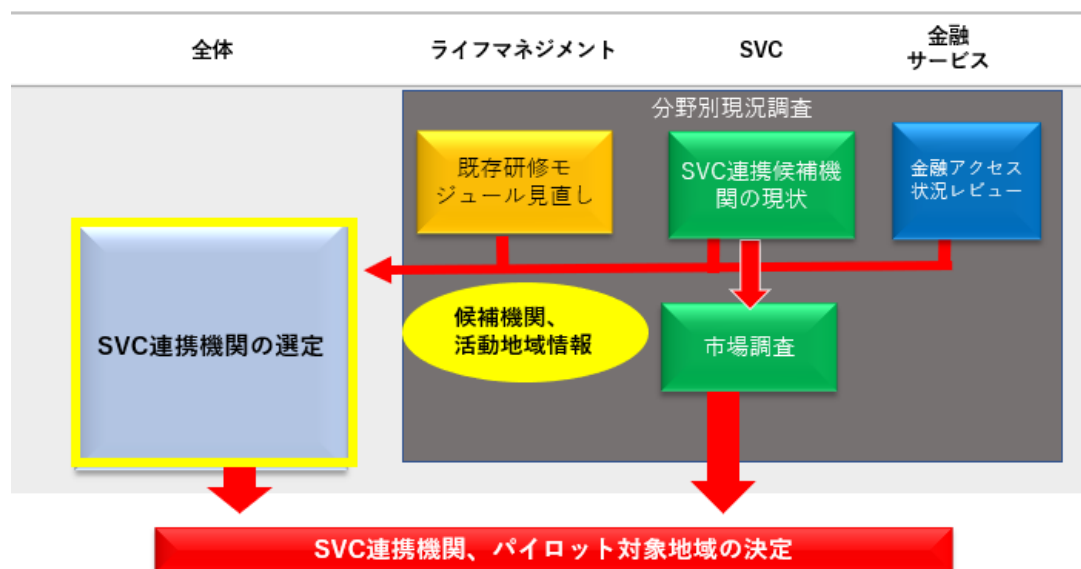 全体
ライフマネジメント
SVC
金融
サービス
分野別現況調査
既存研修モ
ジュール見直し
SVC連携候補機
関の現状
金融アクセス
状況レビュー
SVC連携機関の選定
候補機関、
活動地域情報
市場調査
SVC連携機関、パイロット対象地域の決定